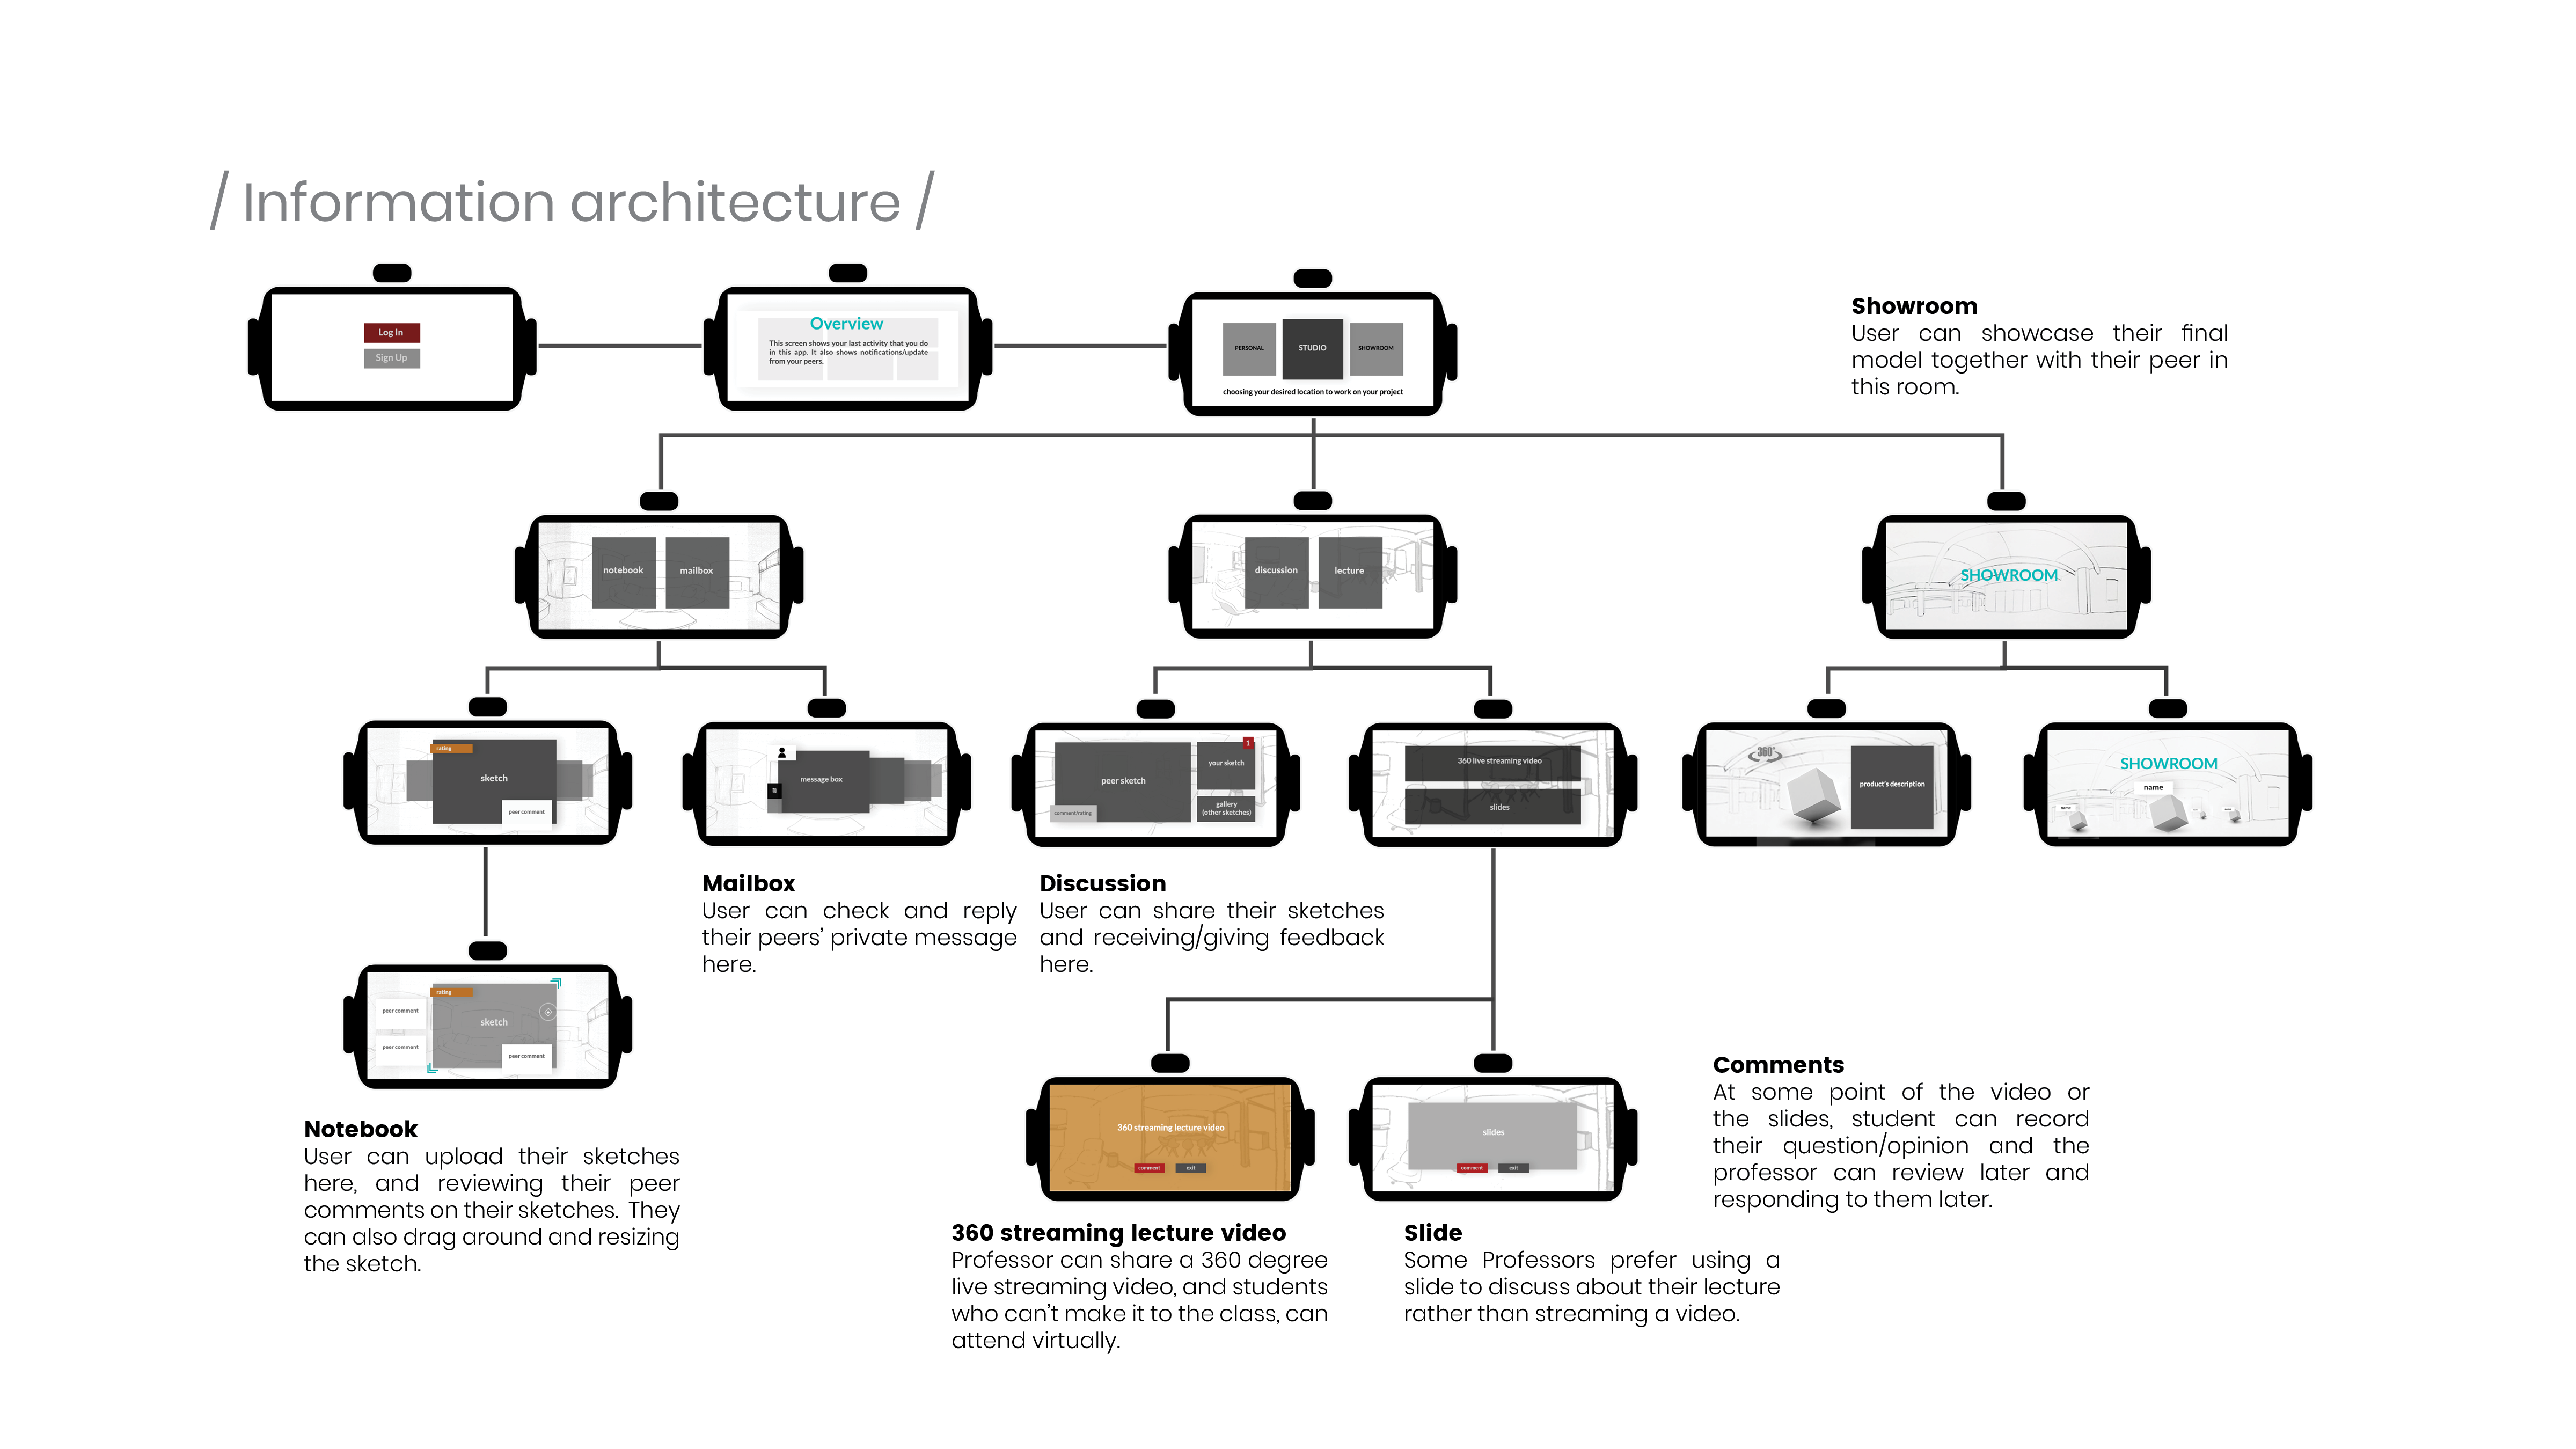 / Information architecture /
Log In
Sign Up
Overview
This screen shows your last activity that you do
in this app. It also shows notifications/update
from your peers.
PERSONAL
STUDIO
SHOWROOM
choosing your desired location to work on your project
Showroom
User can showcase their final
model together with their peer in
this room.
notebook
mailbox
discussion
lecture
SHOWROOM
rating
sketch
peer comment
message box
peer sketch
comment/rating
1
your sketch
gallery
(other sketches)
360 live streaming video
slides
360°
product's description
SHOWROOM
name
name
Mailbox
User can check and reply
their peers’ private message
here.
Discussion
User can share their sketches
and receiving/giving feedback
here.
rating
peer comment
sketch
peer comment
peer comment
Notebook
User can upload their sketches
here, and reviewing their peer
comments on their sketches. They
can also drag around and resizing
the sketch.
360 streaming lecture video
comment
exit
slides
comment
exit
Comments
At some point of the video or
the slides, student can record
their question/opinion and the
professor can review later and
responding to them later.
360 streaming lecture video
Professor can share a 360 degree
live streaming video, and students
who can’t make it to the class, can
attend virtually.
Slide
Some Professors prefer using a
slide to discuss about their lecture
rather than streaming a video.